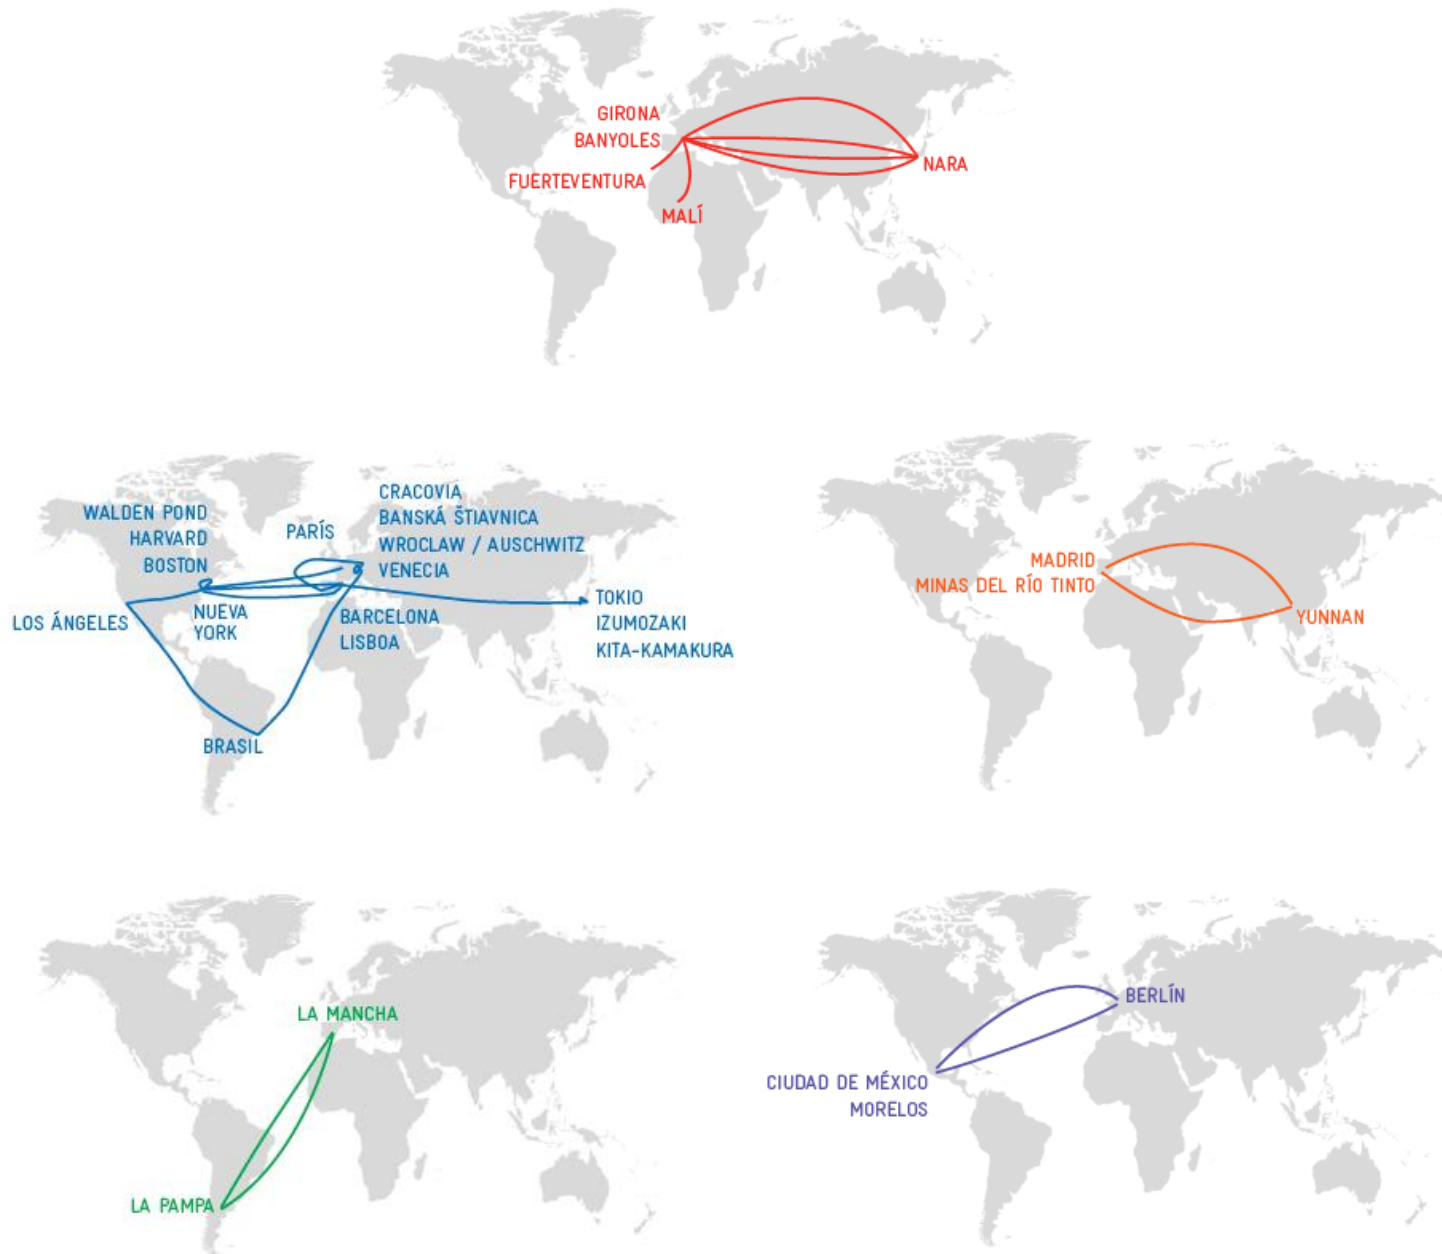 GIRONA
BANYOLES
FUERTEVENTURA
MALÍ
NARA
WALDEN POND
HARVARD
BOSTON
LOS ÁNGELES
NUEVA
YORK
PARÍS
CRACOVIA
BANSKÁ ŠTIAVNICA
WROCLAW / AUSCHWITZ
VENECIA
BARCELONA
LISBOA
TOKIO
IZUMOZAKI
KITA-KAMAKURA
BRASIL
MADRID
MINAS DEL RÍO TINTO
YUNNAN
LA MANCHA
LA PAMPA
BERLÍN
CIUDAD DE MÉXICO
MORELOS